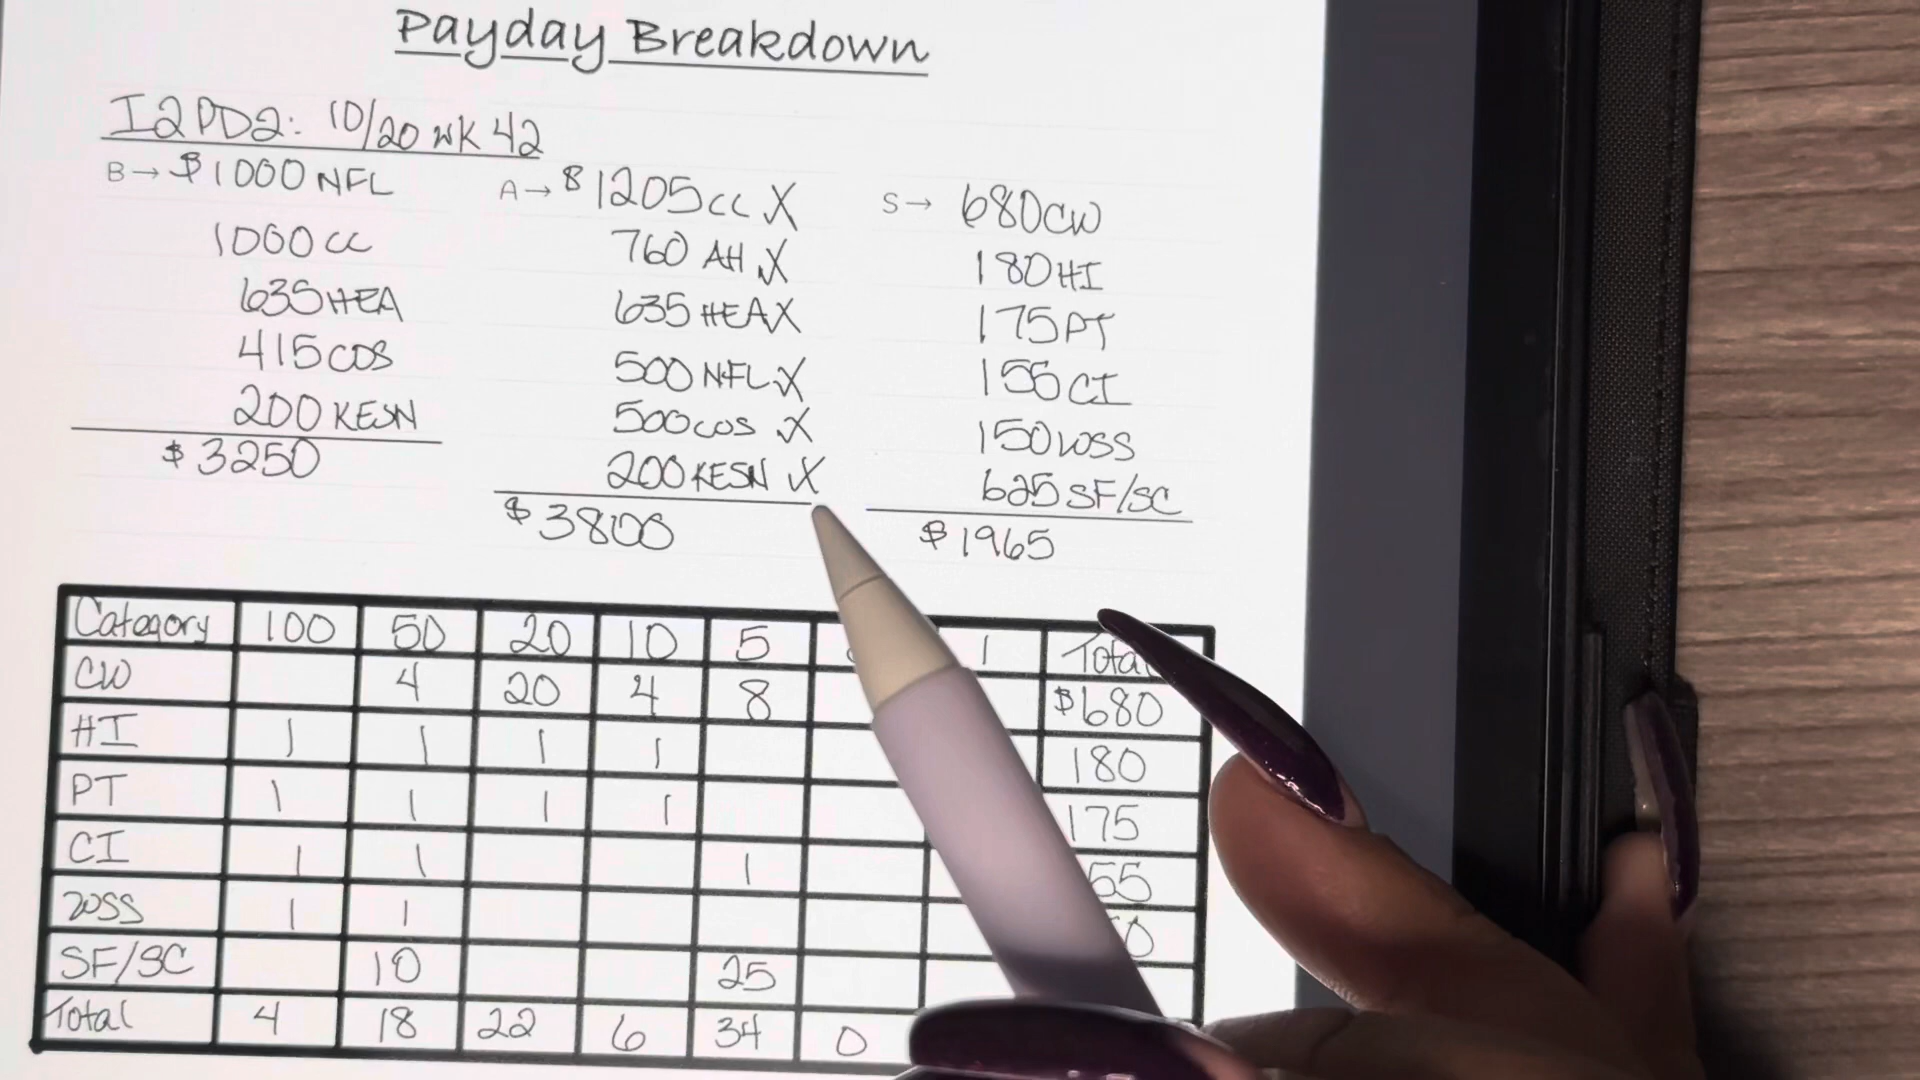 Payday Breakdown
I2PD2: 10/20 WK 42
B → $1000 NFL
1000 CC
635 HEA
415 COS
200 KESN
$3250
A → $1205 CC X
760 AH X
635 HEA X
500 NFL X
500 COS X
200 KESN X
$3800
S → 680 CW
180 HI
175 PT
155 CI
150 WSS
625 SF/SC
$1965
Category 100 50 20 10 5 1 Total
CW 4 20 4 8 $680
HI 1 1 1 1 180
PT 1 1 1 1 175
CI 1 1 1 55
WSS 1 1 0
SF/SC 10 25
Total 4 18 22 6 34 0